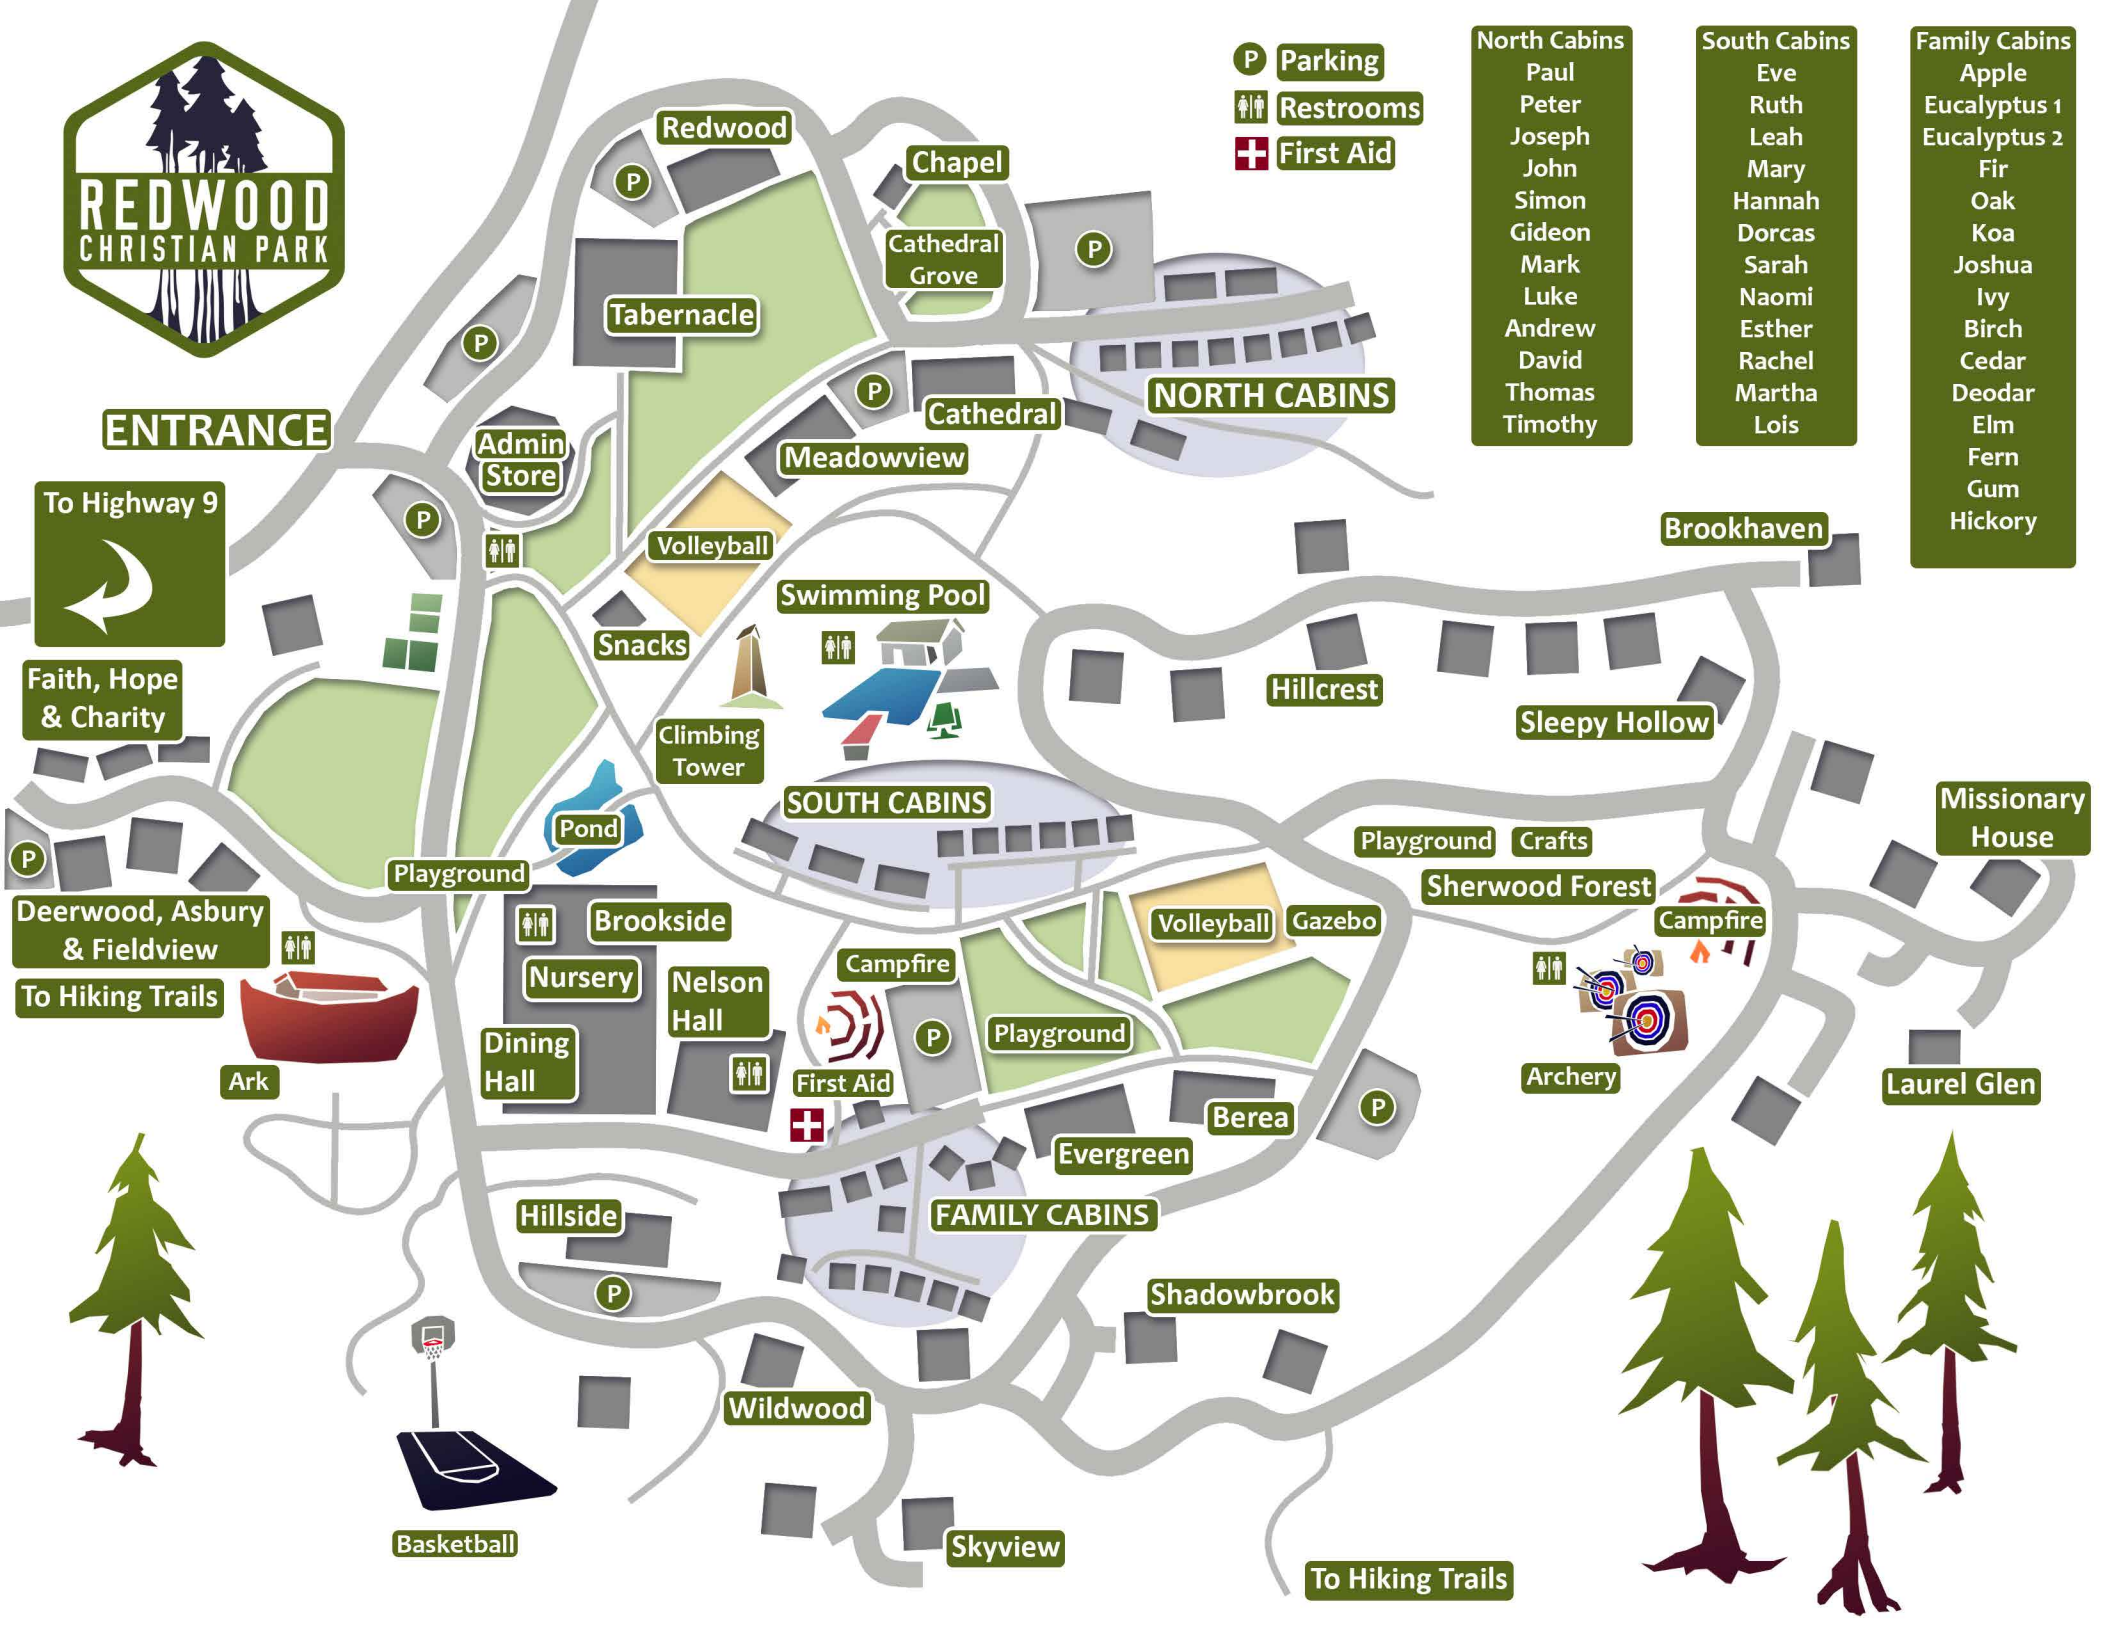 REDWOOD
CHRISTIAN PARK
P Parking
Restrooms
First Aid
North Cabins
Paul
Peter
Joseph
John
Simon
Gideon
Mark
Luke
Andrew
David
Thomas
Timothy
South Cabins
Eve
Ruth
Leah
Mary
Hannah
Dorcas
Sarah
Naomi
Esther
Rachel
Martha
Lois
Family Cabins
Apple
Eucalyptus 1
Eucalyptus 2
Fir
Oak
Koa
Joshua
Ivy
Birch
Cedar
Deodar
Elm
Fern
Gum
Hickory
Redwood
P
Chapel
Cathedral
Grove
P
Tabernacle
P
P
NORTH CABINS
Cathedral
ENTRANCE
Admin
Store
Meadowview
To Highway 9
P
Volleyball
Brookhaven
Swimming Pool
Snacks
Faith, Hope
& Charity
Hillcrest
Sleepy Hollow
Climbing
Tower
SOUTH CABINS
Missionary
House
Pond
P
Playground
Playground
Crafts
Sherwood Forest
Deerwood, Asbury
& Fieldview
Brookside
Volleyball
Gazebo
Campfire
To Hiking Trails
Nursery
Nelson
Hall
Campfire
P
Playground
Dining
Hall
Ark
First Aid
Archery
Laurel Glen
P
Berea
Evergreen
Hillside
FAMILY CABINS
P
Shadowbrook
Wildwood
Basketball
Skyview
To Hiking Trails